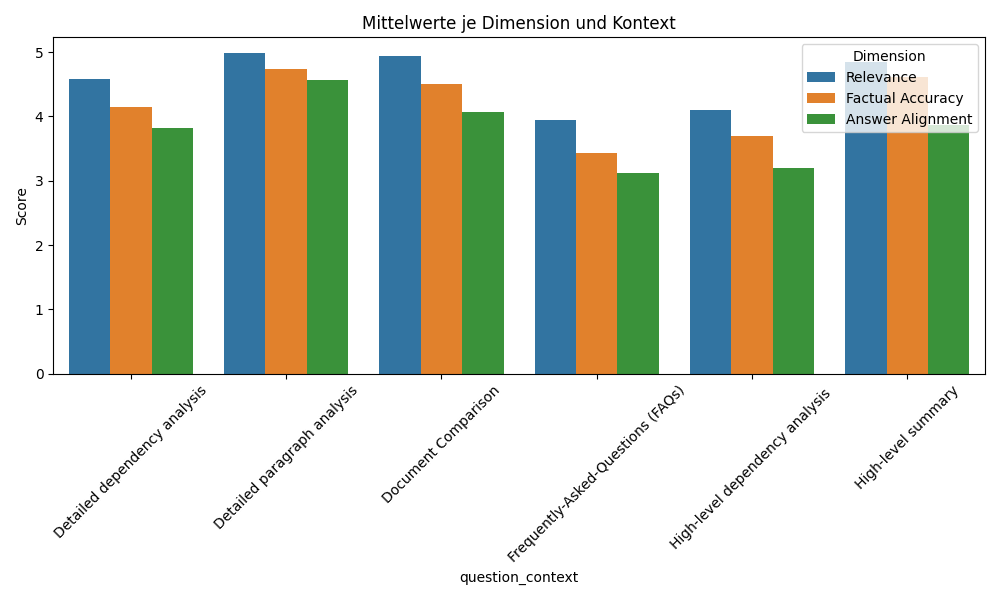 Mittelwerte je Dimension und Kontext
Dimension
Relevance
Factual Accuracy
Answer Alignment
Score
5
4
3
2
1
0
Detailed dependency analysis
Detailed paragraph analysis
Document Comparison
Frequently-Asked-Questions (FAQs)
High-level dependency analysis
High-level summary
question_context